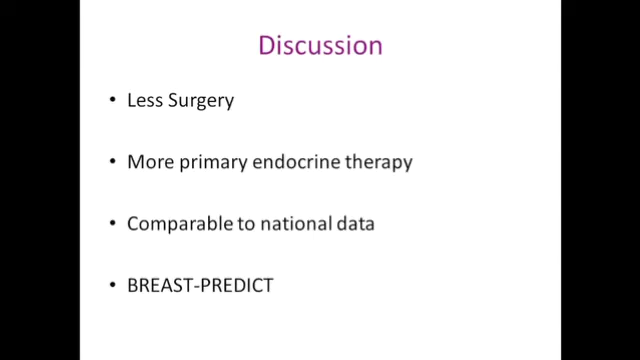 Discussion
• Less Surgery
• More primary endocrine therapy
• Comparable to national data
• BREAST-PREDICT